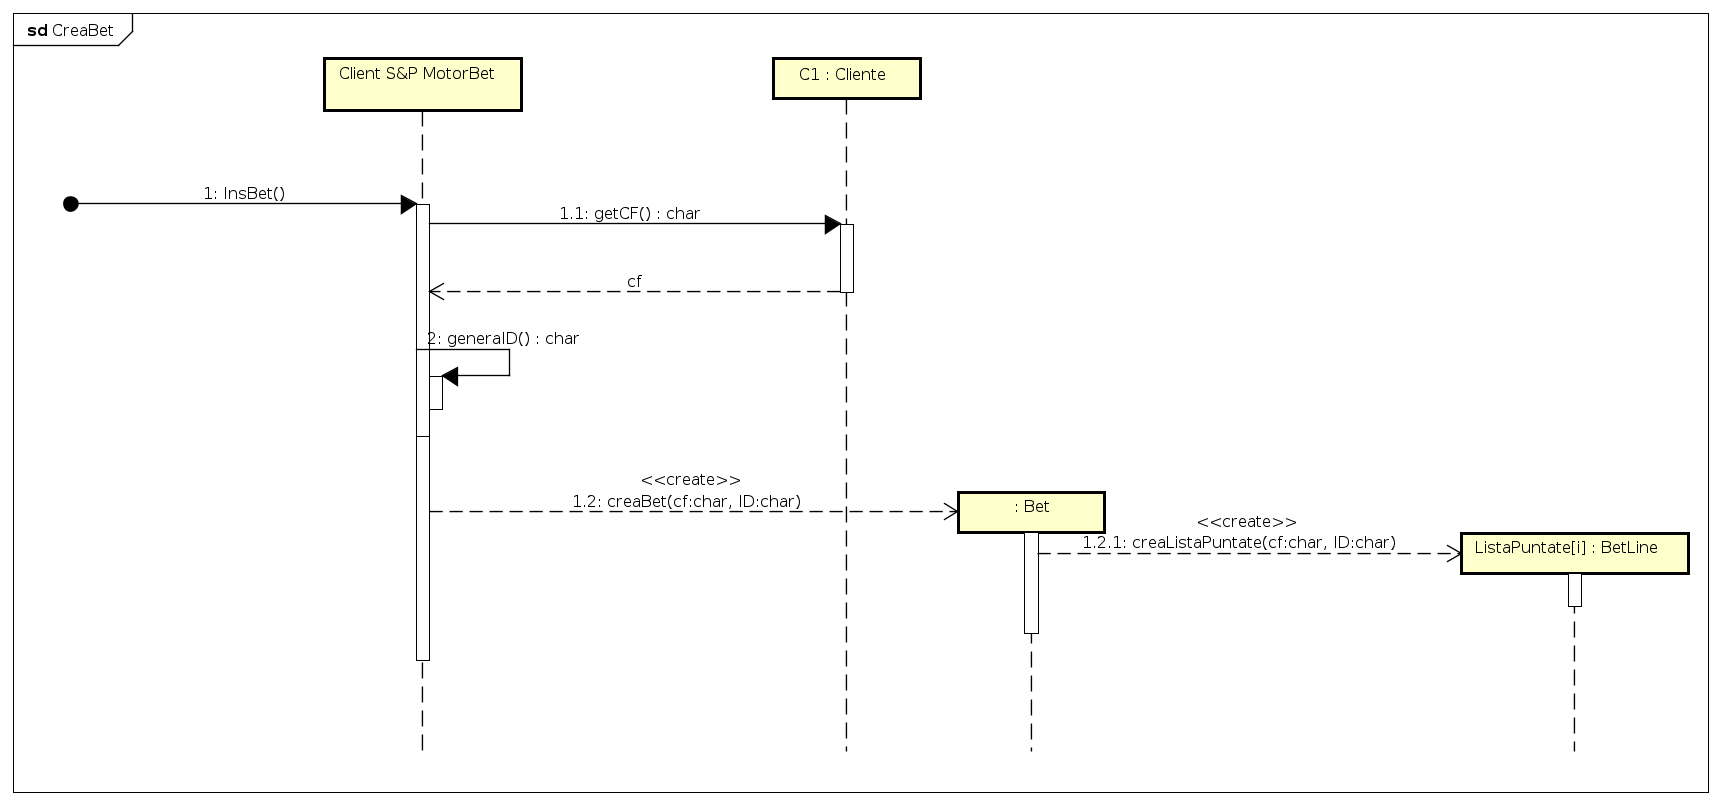 sd CreaBet
Client S&P MotorBet
C1 : Cliente
1: InsBet()
1.1: getCF() : char
cf
2: generaID() : char
<<create>>
1.2: creaBet(cf:char, ID:char)
: Bet
<<create>>
1.2.1: creaListaPuntate(cf:char, ID:char)
ListaPuntate[i] : BetLine